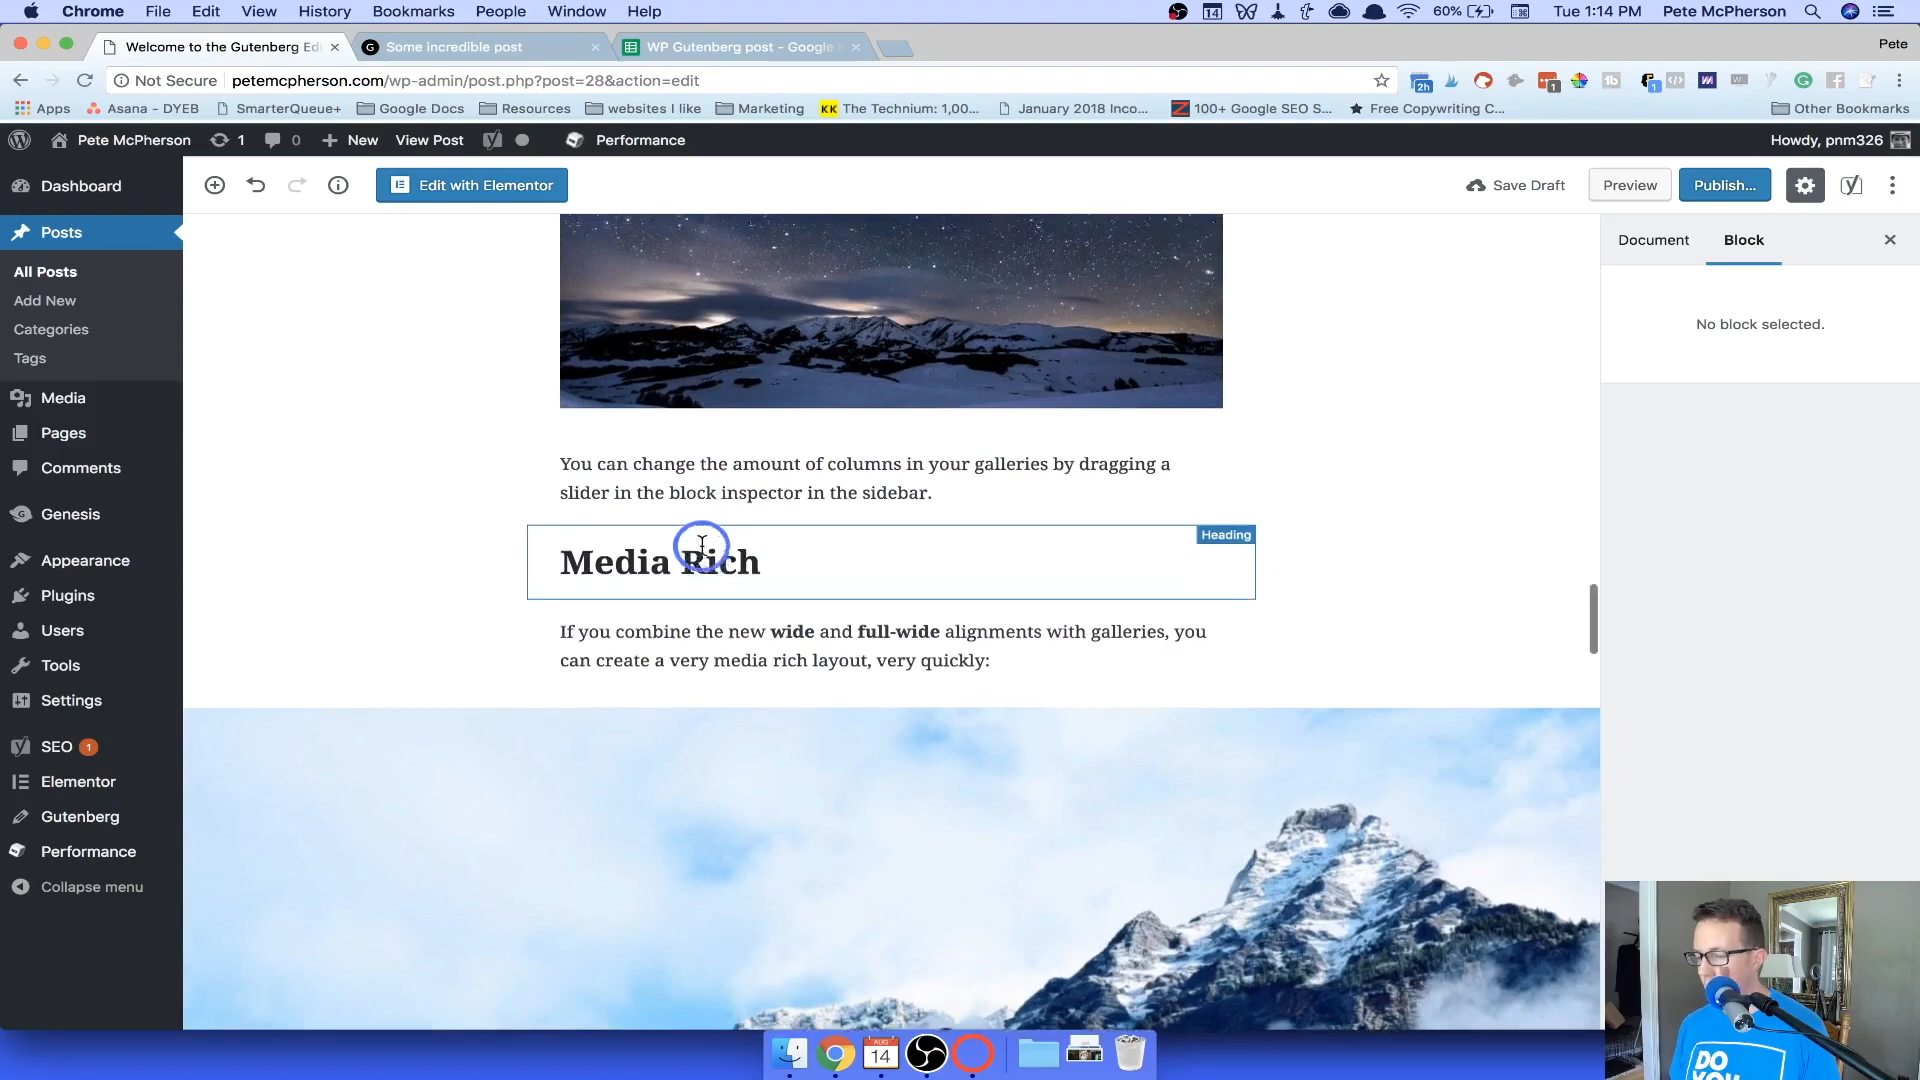 Chrome File Edit View History Bookmarks People Window Help
14 60% Tue 1:14 PM Pete McPherson
Welcome to the Gutenberg Edi Some incredible post WP Gutenberg post - Google Pete
Not Secure petemcpherson.com/wp-admin/post.php?post=28&action=edit
Apps Asana – DYEB SmarterQueue+ Google Docs Resources websites I like Marketing KK The Technium: 1,00... January 2018 Inco... 100+ Google SEO S... Free Copywriting C... Other Bookmarks
Pete McPherson 1 0 New View Post Performance Howdy, pnm326
Edit with Elementor Save Draft Preview Publish...
Dashboard
Posts
All Posts
Add New
Categories
Tags
Media
Pages
Comments
Genesis
Appearance
Plugins
Users
Tools
Settings
SEO 1
Elementor
Gutenberg
Performance
Collapse menu
You can change the amount of columns in your galleries by dragging a
slider in the block inspector in the sidebar.
Heading
Media Rich
If you combine the new wide and full-wide alignments with galleries, you
can create a very media rich layout, very quickly:
Document Block
No block selected.
AUG
14
DO
YOU